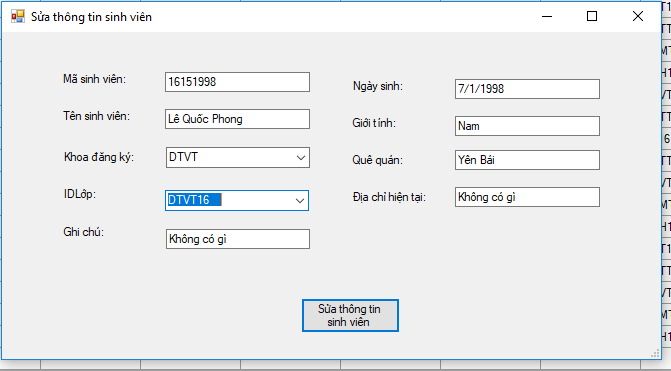 Sửa thông tin sinh viên
Mã sinh viên:
16151998
Tên sinh viên:
Lê Quốc Phong
Khoa đăng ký:
DTVT
IDLớp:
DTVT16
Ghi chú:
Không có gì
Ngày sinh:
7/1/1998
Giới tính:
Nam
Quê quán:
Yên Bái
Địa chỉ hiện tại:
Không có gì
Sửa thông tin
sinh viên